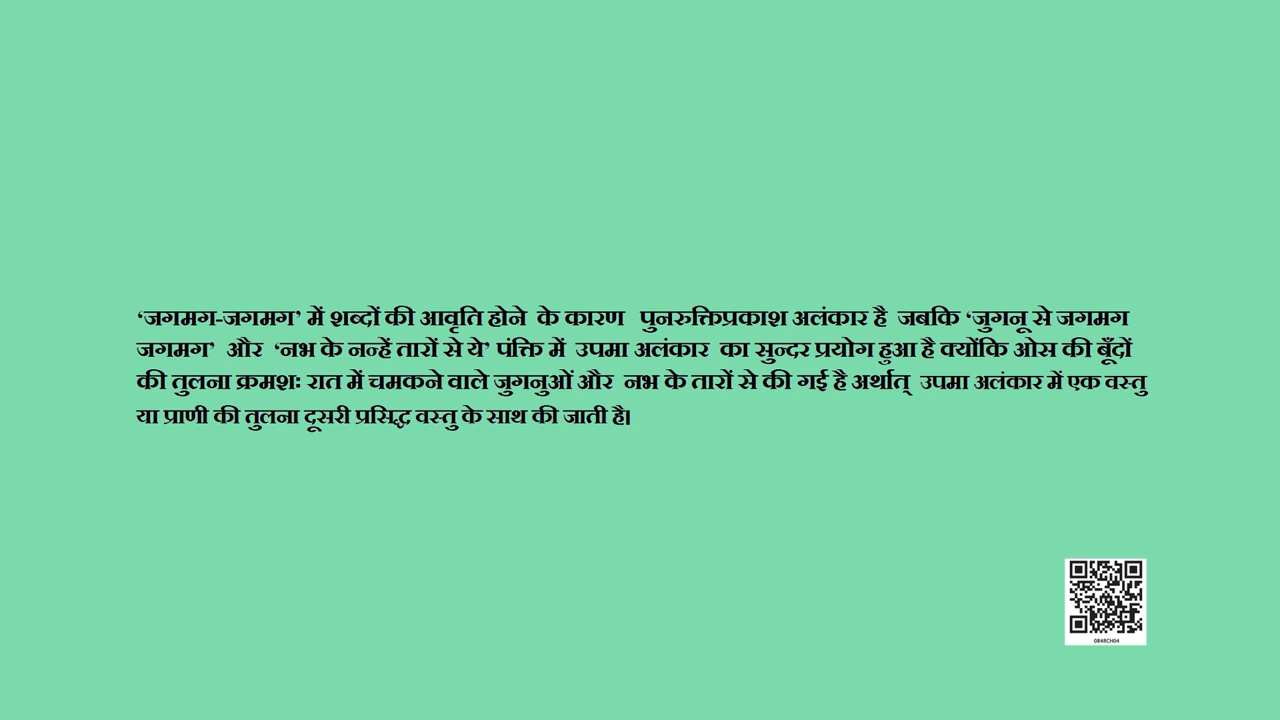 ‘जगमग-जगमग’ में शब्दों की आवृति होने के कारण पुनरुक्तिप्रकाश अलंकार है जबकि ‘जुगनू से जगमग
जगमग’ और ‘नभ के नन्हें तारों से ये’ पंक्ति में उपमा अलंकार का सुन्दर प्रयोग हुआ है क्योंकि ओस की बूँदों
की तुलना क्रमशः रात में चमकने वाले जुगनुओं और नभ के तारों से की गई है अर्थात् उपमा अलंकार में एक वस्तु
या प्राणी की तुलना दूसरी प्रसिद्ध वस्तु के साथ की जाती है।
0848CH04